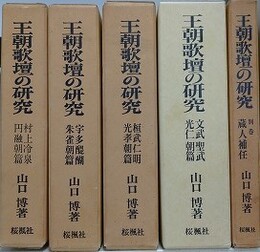 王朝歌壇の研究
村上冷泉
円融朝篇
山口 博著
桜楓社
王朝歌壇の研究
宇多醍醐
朱雀朝篇
山口 博著
桜楓社
王朝歌壇の研究
桓武仁明
光孝朝篇
山口 博著
桜楓社
王朝歌壇の研究
文武聖武
光仁朝篇
山口 博著
桜楓社
王朝歌壇の研究
別巻
蔵人補任
山口 博著
桜楓社